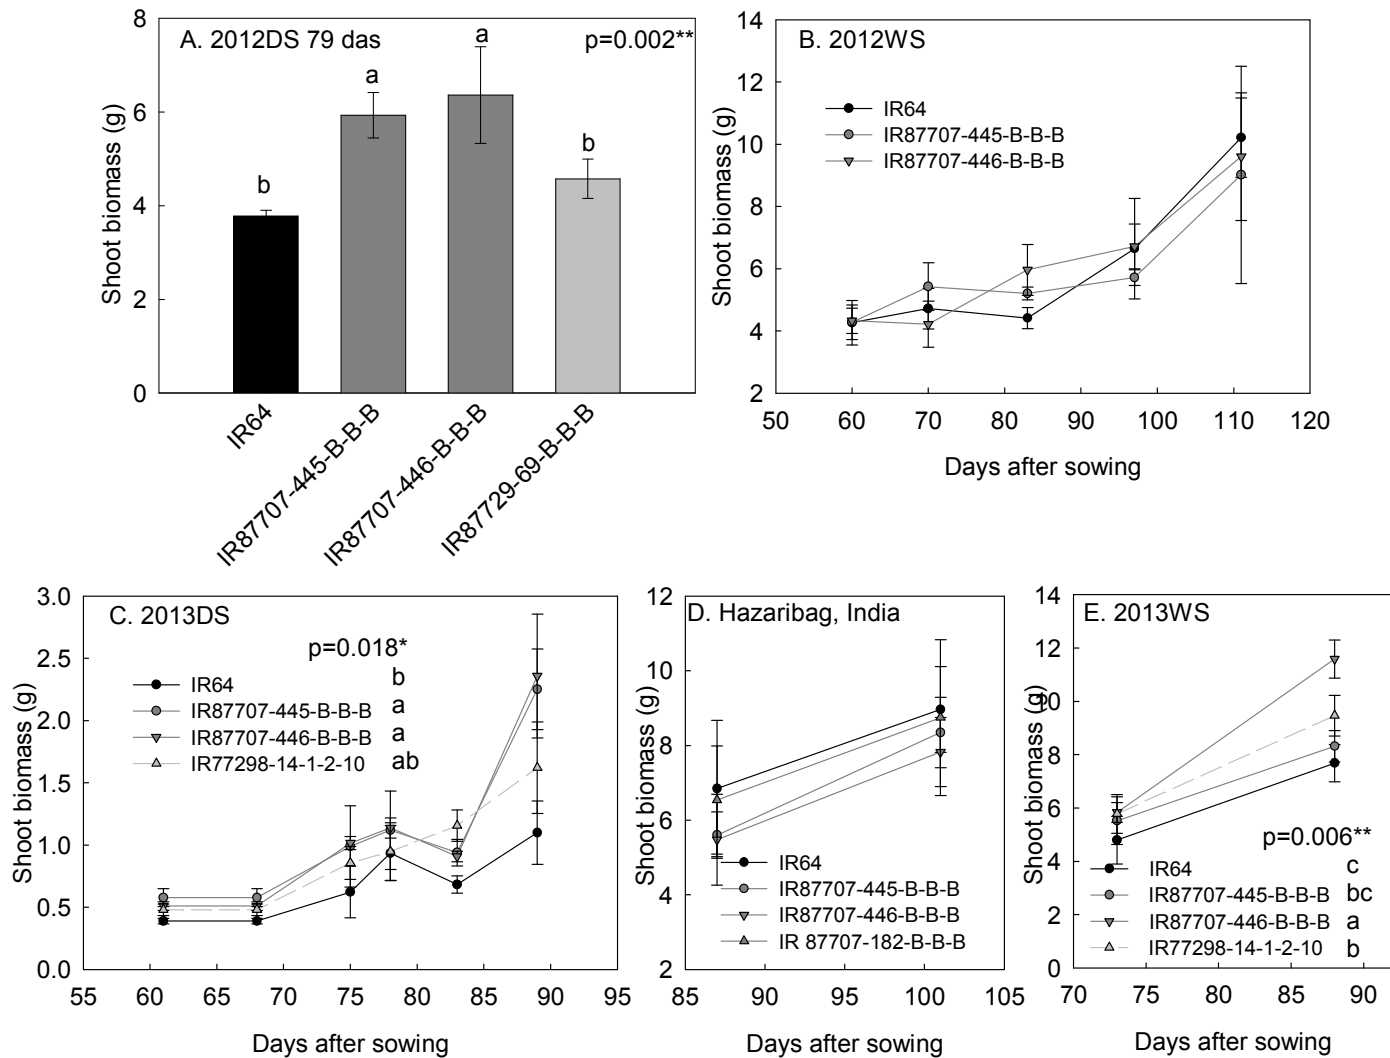 A. 2012DS 79 das
p=0.002**
8
6
4
2
0
Shoot biomass (g)
b
a
a
b
IR64
IR87707-445-B-B-B
IR87707-446-B-B-B
IR87729-69-B-B-B
B. 2012WS
14
12
10
8
6
4
2
Shoot biomass (g)
IR64
IR87707-445-B-B-B
IR87707-446-B-B-B
50 60 70 80 90 100 110 120
Days after sowing
C. 2013DS
3.0
2.5
2.0
1.5
1.0
0.5
0.0
Shoot biomass (g)
p=0.018*
IR64 b
IR87707-445-B-B-B a
IR87707-446-B-B-B a
IR77298-14-1-2-10 ab
55 60 65 70 75 80 85 90 95
Days after sowing
D. Hazaribag, India
12
10
8
6
4
2
Shoot biomass (g)
IR64
IR87707-445-B-B-B
IR87707-446-B-B-B
IR 87707-182-B-B-B
85 90 95 100 105
Days after sowing
E. 2013WS
14
12
10
8
6
4
2
0
Shoot biomass (g)
p=0.006**
IR64 c
IR87707-445-B-B-B bc
IR87707-446-B-B-B a
IR77298-14-1-2-10 b
70 75 80 85 90
Days after sowing